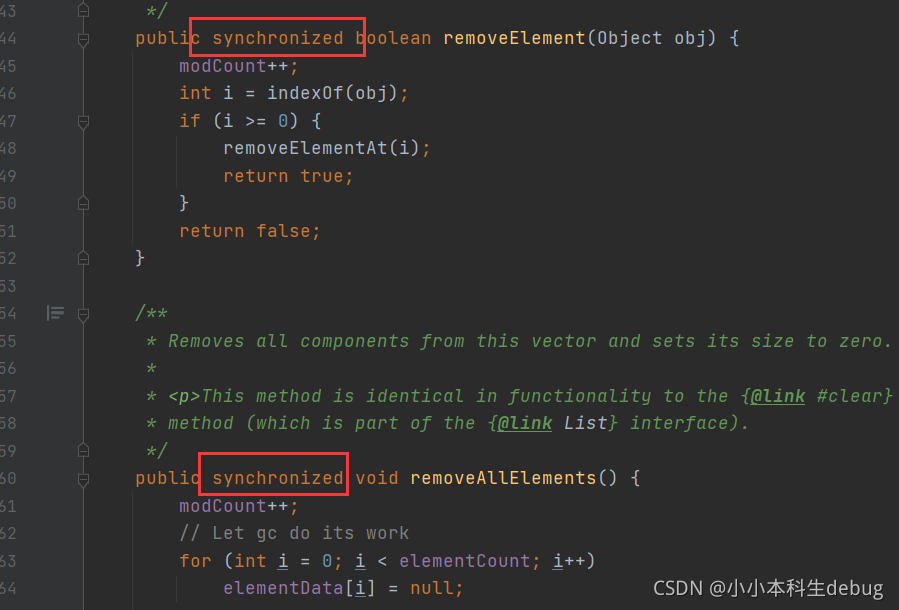 43 */
44 public synchronized boolean removeElement(Object obj) {
45 modCount++;
46 int i = indexOf(obj);
47 if (i >= 0) {
48 removeElementAt(i);
49 return true;
50 }
51 return false;
52 }
53
54 /**
55 * Removes all components from this vector and sets its size to zero.
56 *
57 * <p>This method is identical in functionality to the {@link #clear}
58 * method (which is part of the {@link List} interface).
59 */
60 public synchronized void removeAllElements() {
61 modCount++;
62 // Let gc do its work
63 for (int i = 0; i < elementCount; i++)
64 elementData[i] = null;
CSDN @小小本科生debug